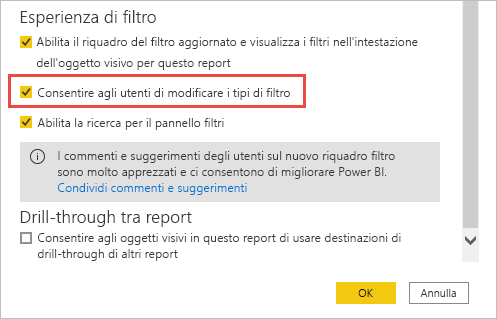 Esperienza di filtro
Abilita il riquadro del filtro aggiornato e visualizza i filtri nell'intestazione
dell'oggetto visivo per questo report
Consentire agli utenti di modificare i tipi di filtro
Abilita la ricerca per il pannello filtri
I commenti e suggerimenti degli utenti sul nuovo riquadro filtro
sono molto apprezzati e ci consentono di migliorare Power BI.
Condividi commenti e suggerimenti
Drill-through tra report
Consentire agli oggetti visivi in questo report di usare destinazioni di
drill-through di altri report
OK
Annulla